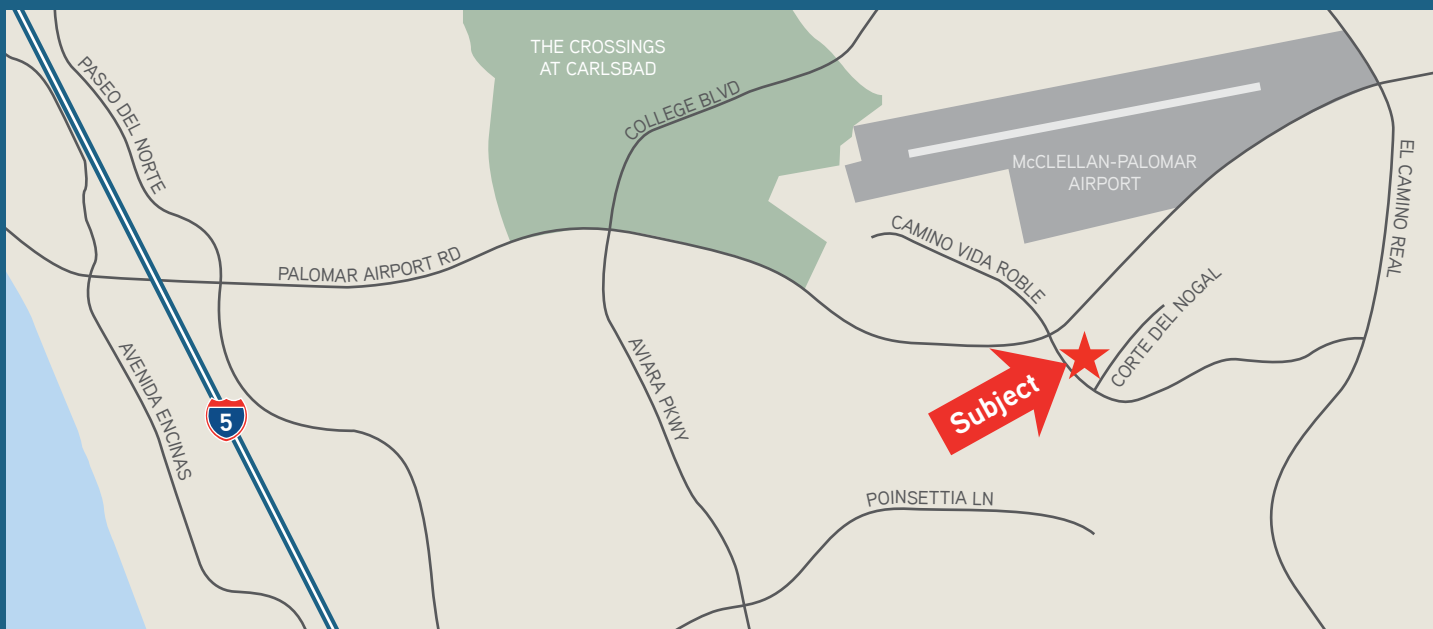 THE CROSSINGS
AT CARLSBAD
PASEO DEL NORTE
COLLEGE BLVD
McCLELLAN-PALOMAR
AIRPORT
EL CAMINO REAL
CAMINO VIDA ROBLE
PALOMAR AIRPORT RD
CORTE DEL NOGAL
AVENIDA ENCINAS
AVIARA PKWY
5
Subject
POINSETTIA LN